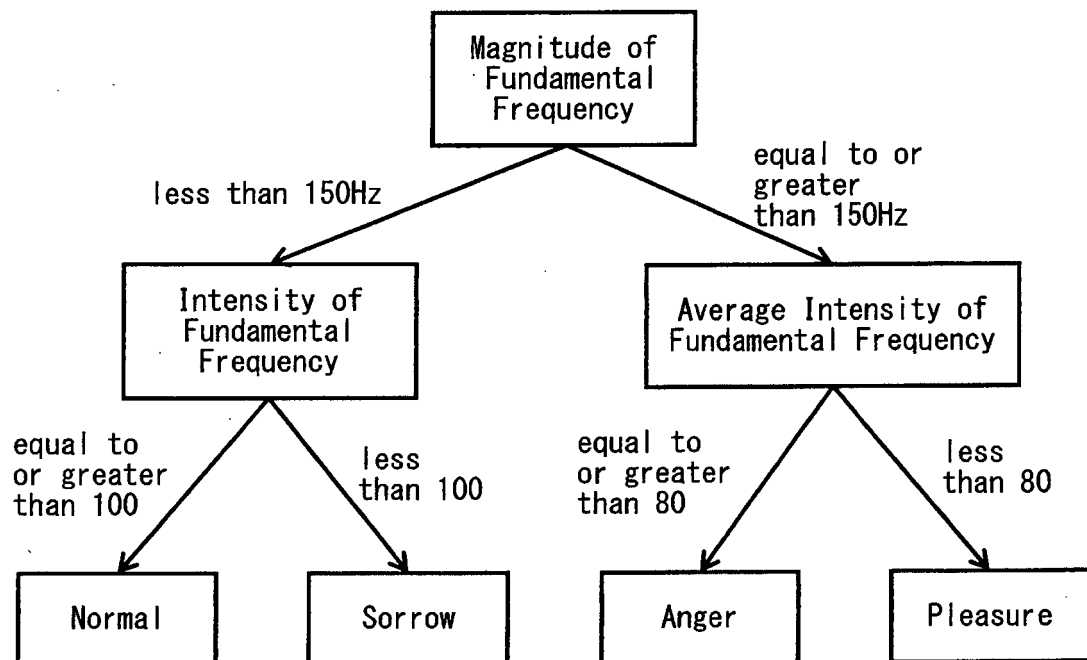 Magnitude of
Fundamental
Frequency
less than 150Hz
equal to or
greater
than 150Hz
Intensity of
Fundamental
Frequency
Average Intensity of
Fundamental Frequency
equal to
or greater
than 100
less
than 100
equal to
or greater
than 80
less
than 80
Normal
Sorrow
Anger
Pleasure